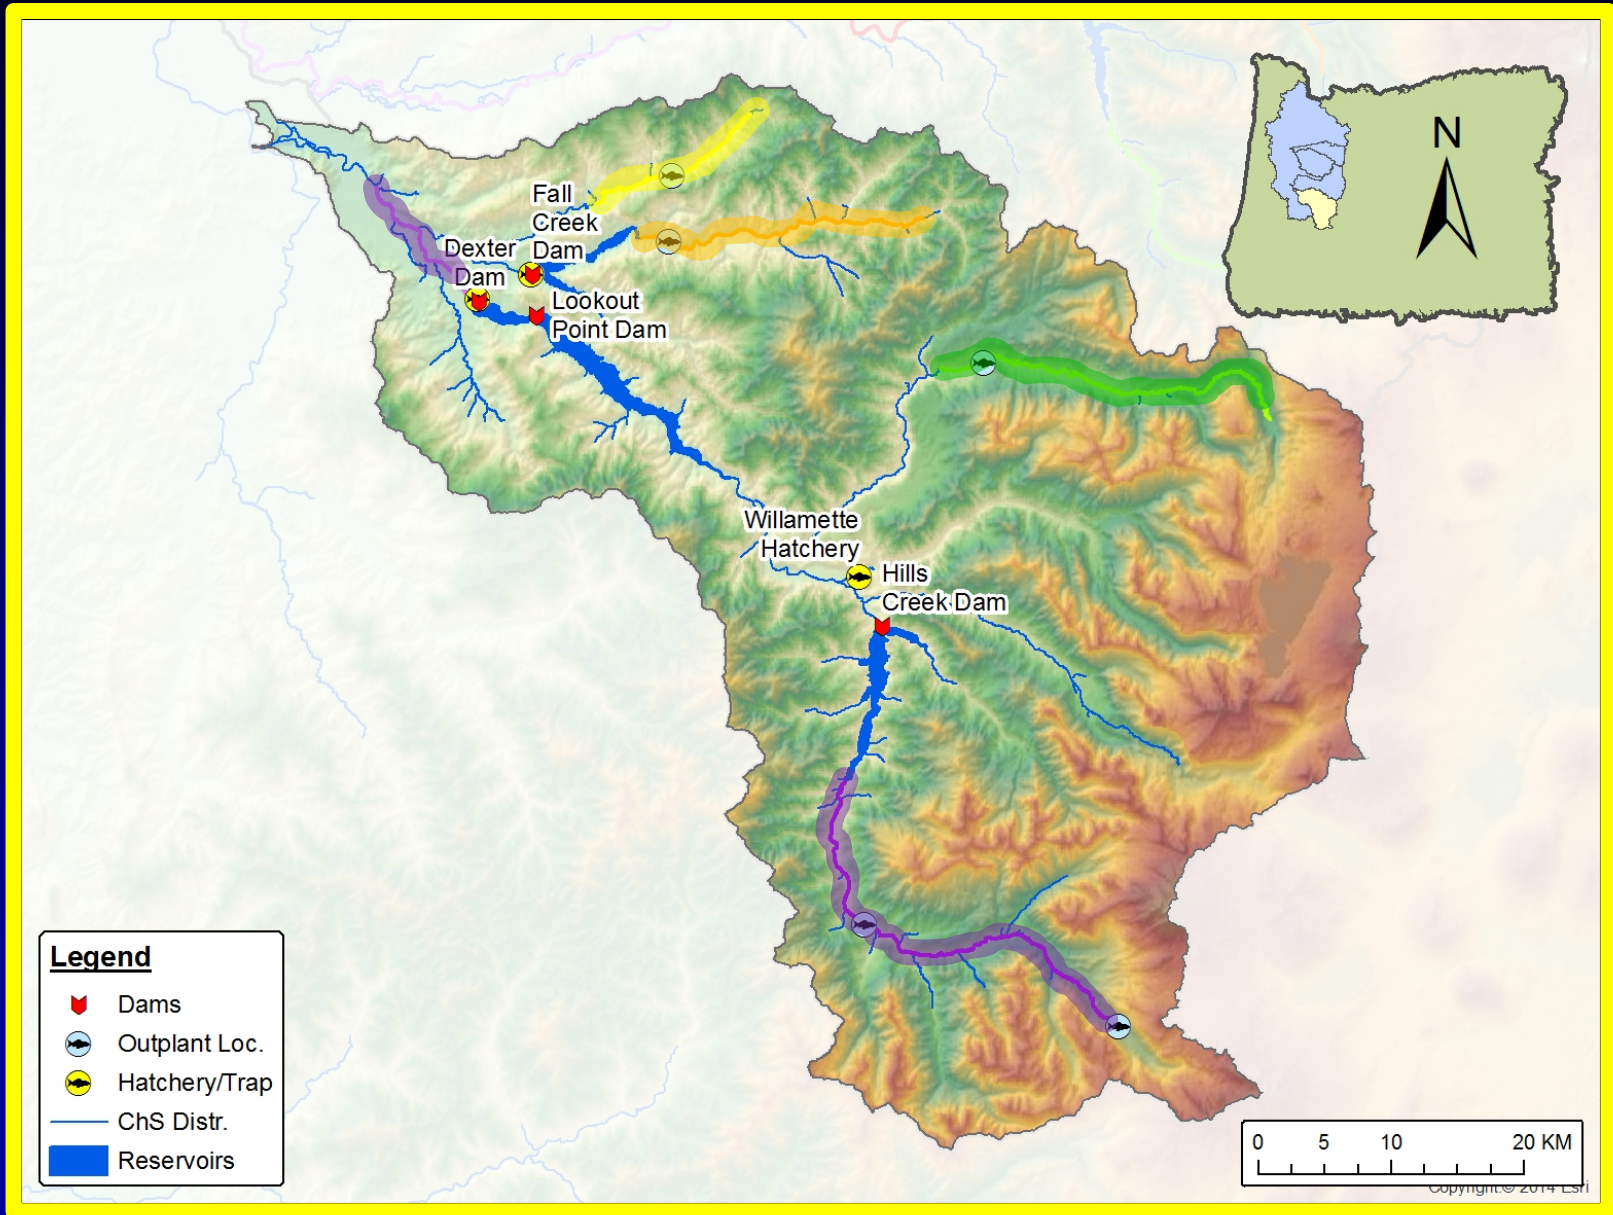 N
Fall
Creek
Dam
Dexter
Dam
Lookout
Point Dam
Willamette
Hatchery
Hills
Creek Dam
Legend
Dams
Outplant Loc.
Hatchery/Trap
ChS Distr.
Reservoirs
0 5 10 20 KM
Copyright:© 2014 Esri